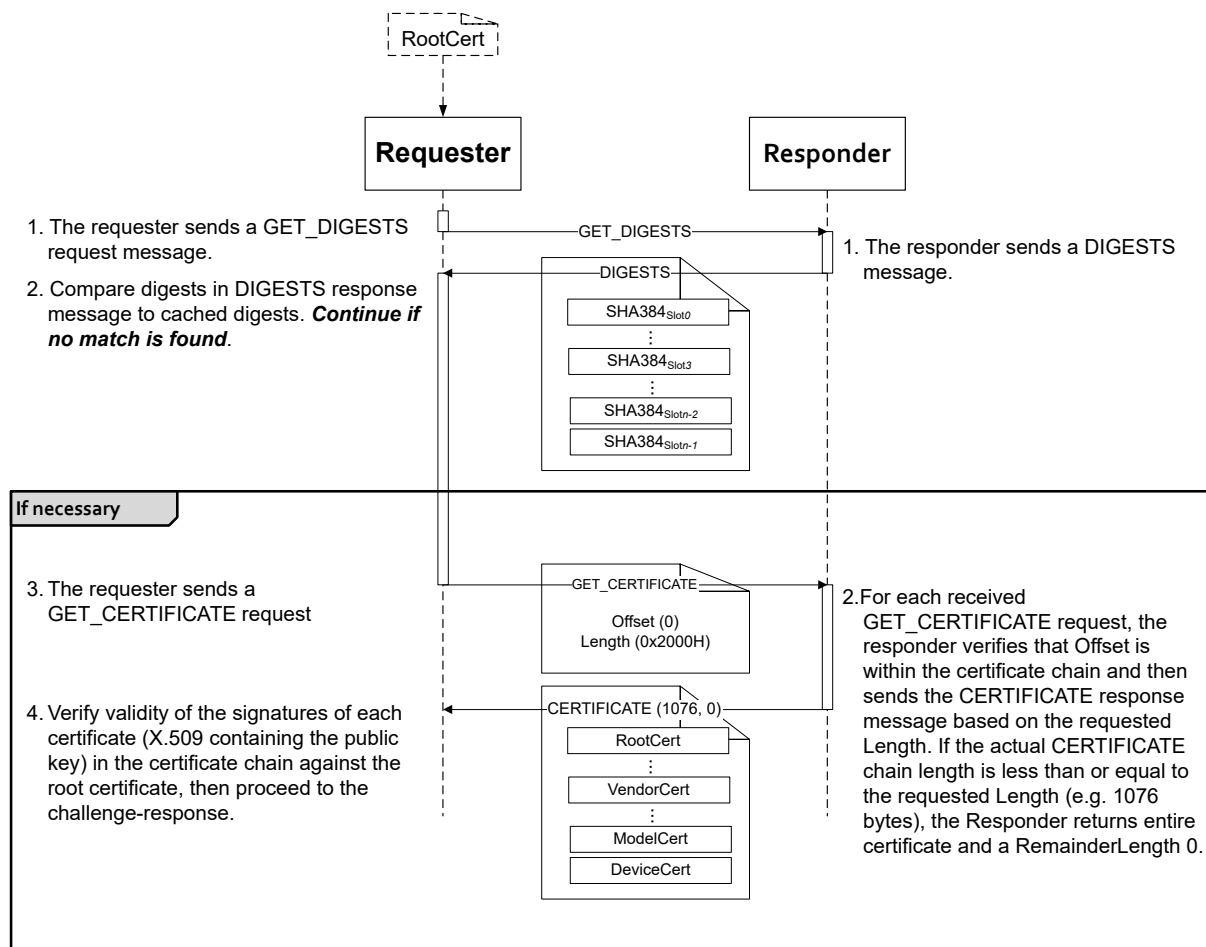 RootCert
Requester
Responder
1. The requester sends a GET_DIGESTS
request message.
2. Compare digests in DIGESTS response
message to cached digests. Continue if
no match is found.
GET_DIGESTS
1. The responder sends a DIGESTS
message.
DIGESTS
SHA384Slot0
⋮
SHA384Slot3
⋮
SHA384Slotn-2
SHA384Slotn-1
If necessary
3. The requester sends a
GET_CERTIFICATE request
GET_CERTIFICATE
Offset (0)
Length (0x2000H)
2.For each received
GET_CERTIFICATE request, the
responder verifies that Offset is
within the certificate chain and then
sends the CERTIFICATE response
message based on the requested
Length. If the actual CERTIFICATE
chain length is less than or equal to
the requested Length (e.g. 1076
bytes), the Responder returns entire
certificate and a RemainderLength 0.
4. Verify validity of the signatures of each
certificate (X.509 containing the public
key) in the certificate chain against the
root certificate, then proceed to the
challenge-response.
CERTIFICATE (1076, 0)
RootCert
⋮
VendorCert
⋮
ModelCert
DeviceCert